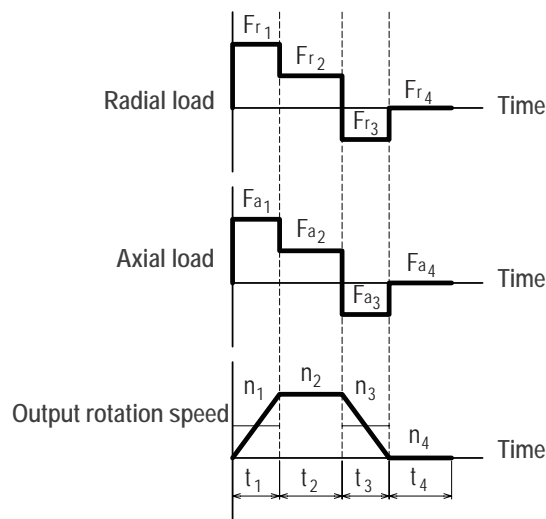 Fr1
Fr2
Fr3
Fr4
Radial load
Time
Fa1
Fa2
Fa3
Fa4
Axial load
Time
n1
n2
n3
n4
Output rotation speed
Time
t1
t2
t3
t4